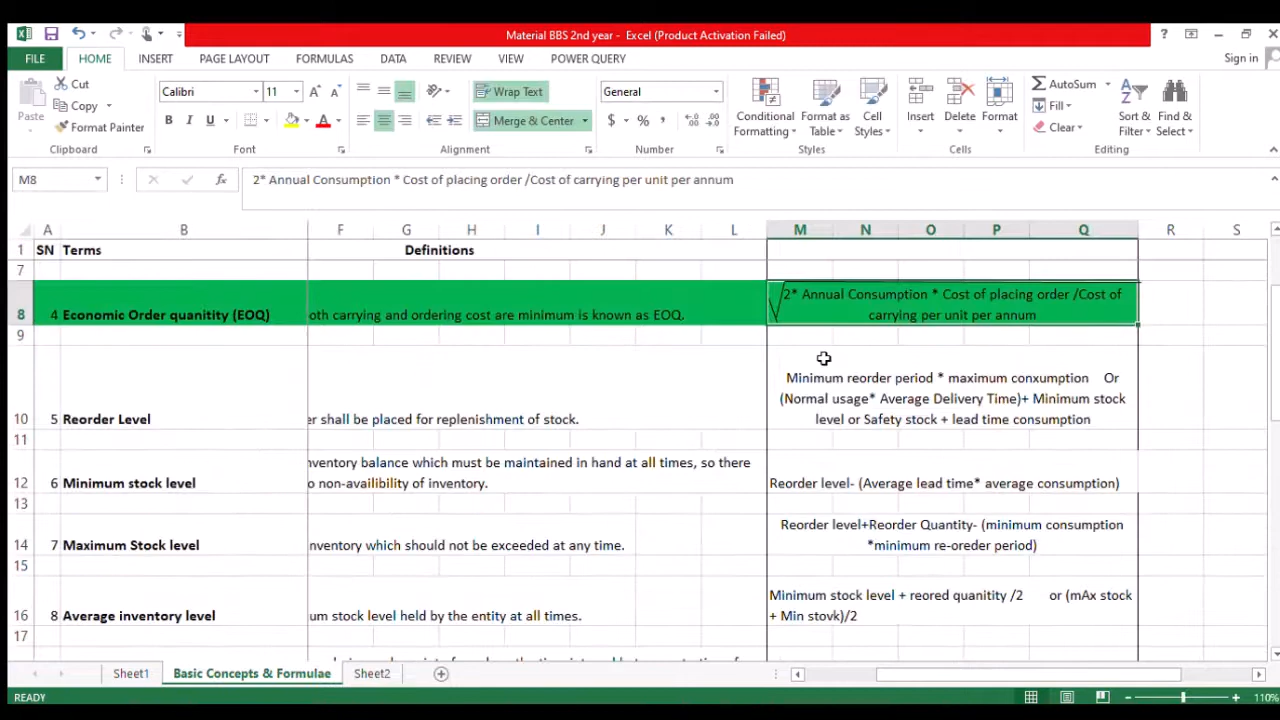 Material BBS 2nd year - Excel (Product Activation Failed)
?
FILE HOME INSERT PAGE LAYOUT FORMULAS DATA REVIEW VIEW POWER QUERY Sign in
Paste
Cut
Copy
Format Painter
Clipboard
Calibri 11
B I U
Font
Wrap Text
Merge & Center
Alignment
General
$ % ,
Number
Conditional Formatting
Format as Table
Cell Styles
Styles
Insert
Delete
Format
Cells
AutoSum
Fill
Clear
Sort & Filter
Find & Select
Editing
M8 fx 2* Annual Consumption * Cost of placing order /Cost of carrying per unit per annum
A B F G H I J K L M N O P Q R S
1 SN Terms Definitions
7
8 4 Economic Order quanitity (EOQ) oth carrying and ordering cost are minimum is known as EOQ. √2* Annual Consumption * Cost of placing order /Cost of
carrying per unit per annum
9
Minimum reorder period * maximum conxumption Or
(Normal usage* Average Delivery Time)+ Minimum stock
10 5 Reorder Level er shall be placed for replenishment of stock. level or Safety stock + lead time consumption
11
nventory balance which must be maintained in hand at all times, so there
12 6 Minimum stock level o non-availibility of inventory. Reorder level- (Average lead time* average consumption)
13
Reorder level+Reorder Quantity- (minimum consumption
14 7 Maximum Stock level nventory which should not be exceeded at any time. *minimum re-oreder period)
15
Minimum stock level + reored quanitity /2 or (mAx stock
16 8 Average inventory level um stock level held by the entity at all times. + Min stovk)/2
17
Sheet1 Basic Concepts & Formulae Sheet2
READY 110%